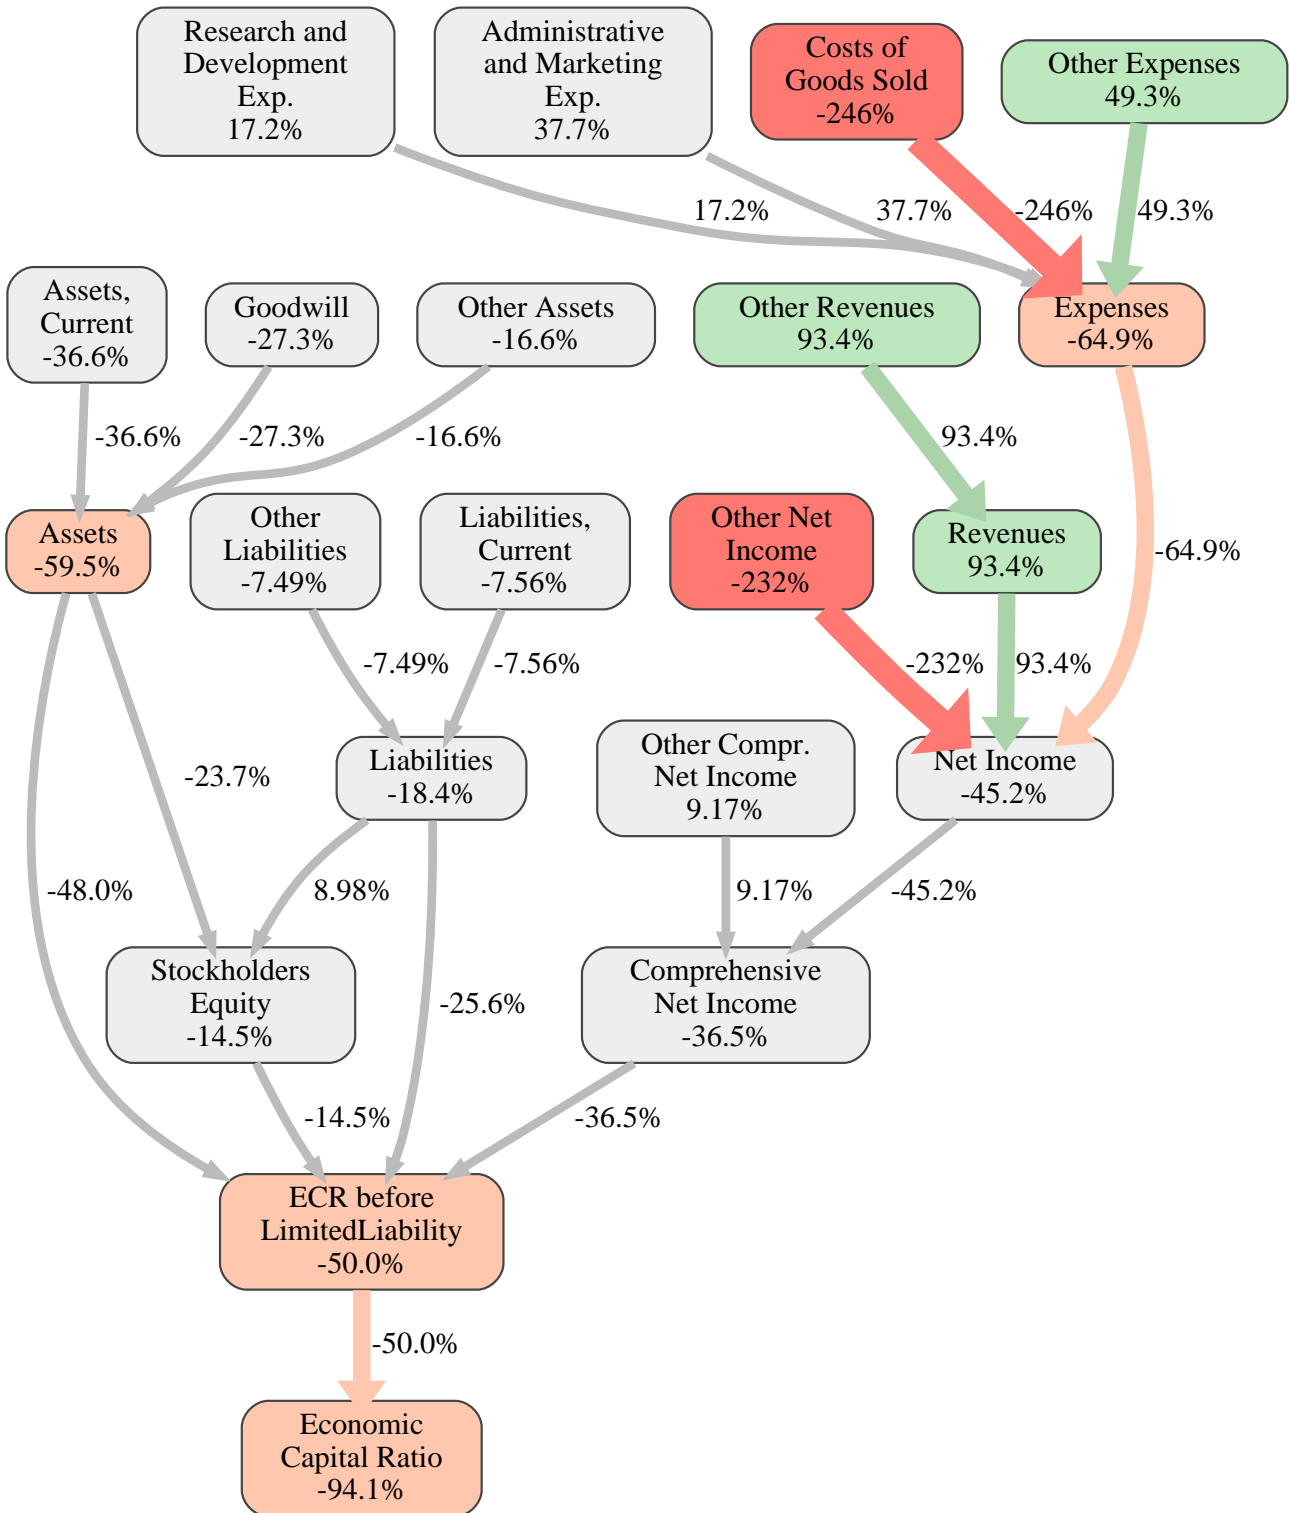 Research and
Development
Exp.
17.2%
Administrative
and Marketing
Exp.
37.7%
Costs of
Goods Sold
-246%
Other Expenses
49.3%
17.2%
37.7%
-246%
49.3%
Assets,
Current
-36.6%
Goodwill
-27.3%
Other Assets
-16.6%
Other Revenues
93.4%
Expenses
-64.9%
-36.6%
-27.3%
-16.6%
93.4%
-64.9%
Assets
-59.5%
Other
Liabilities
-7.49%
Liabilities,
Current
-7.56%
Other Net
Income
-232%
Revenues
93.4%
-7.49%
-7.56%
-232%
93.4%
-23.7%
Liabilities
-18.4%
Other Compr.
Net Income
9.17%
Net Income
-45.2%
-48.0%
8.98%
9.17%
-45.2%
Stockholders
Equity
-14.5%
-25.6%
Comprehensive
Net Income
-36.5%
-14.5%
-36.5%
ECR before
LimitedLiability
-50.0%
-50.0%
Economic
Capital Ratio
-94.1%